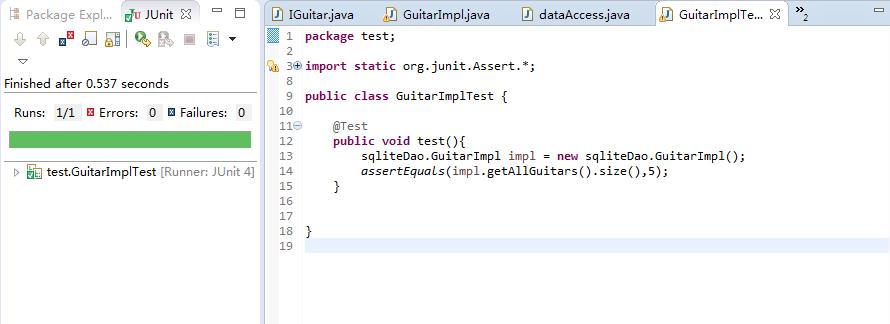 Package Expl...
JUnit
Finished after 0.537 seconds
Runs: 1/1 Errors: 0 Failures: 0
test.GuitarImplTest [Runner: JUnit 4]
IGuitar.java
GuitarImpl.java
dataAccess.java
GuitarImplTe...
»2
1 package test;
2
3 import static org.junit.Assert.*;
8
9 public class GuitarImplTest {
10
11 @Test
12 public void test(){
13 sqliteDao.GuitarImpl impl = new sqliteDao.GuitarImpl();
14 assertEquals(impl.getAllGuitars().size(),5);
15 }
16
17
18 }
19